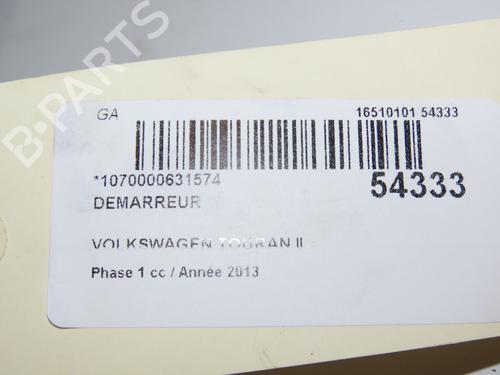 B-PARTS
GA
16510101 54333
*1070000631574
54333
DEMARREUR
VOLKSWAGEN TOURAN II
Phase 1 cc / Année 2013